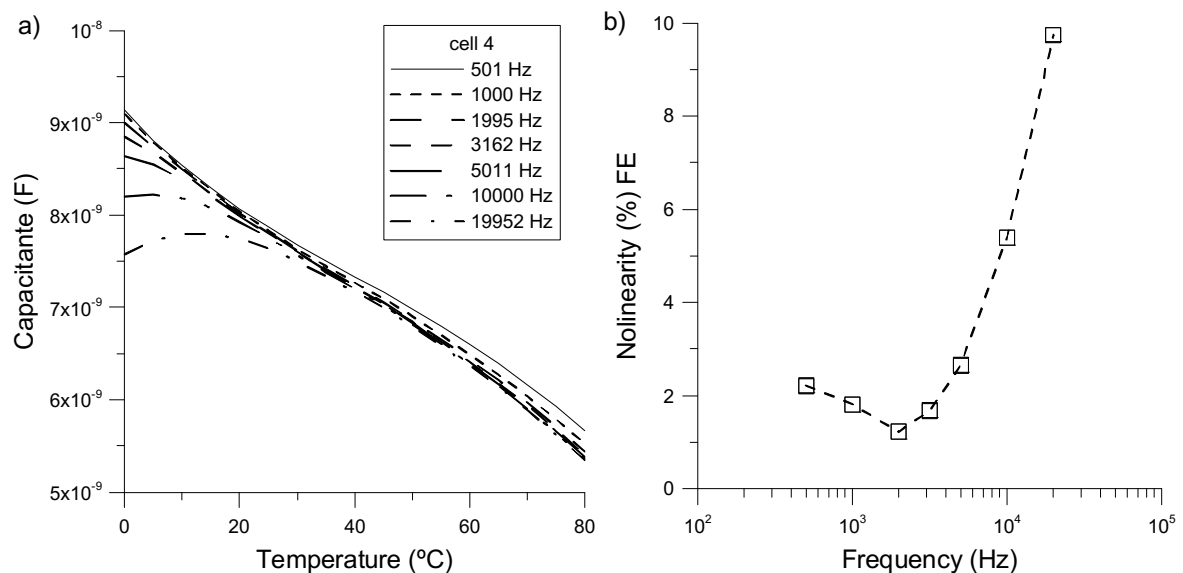 a)
Capacitante (F)
10⁻⁸
9x10⁻⁹
8x10⁻⁹
7x10⁻⁹
6x10⁻⁹
5x10⁻⁹
0
20
40
60
80
Temperature (ºC)
cell 4
501 Hz
1000 Hz
1995 Hz
3162 Hz
5011 Hz
10000 Hz
19952 Hz
b)
Nolinearity (%) FE
10
8
6
4
2
0
10²
10³
10⁴
10⁵
Frequency (Hz)